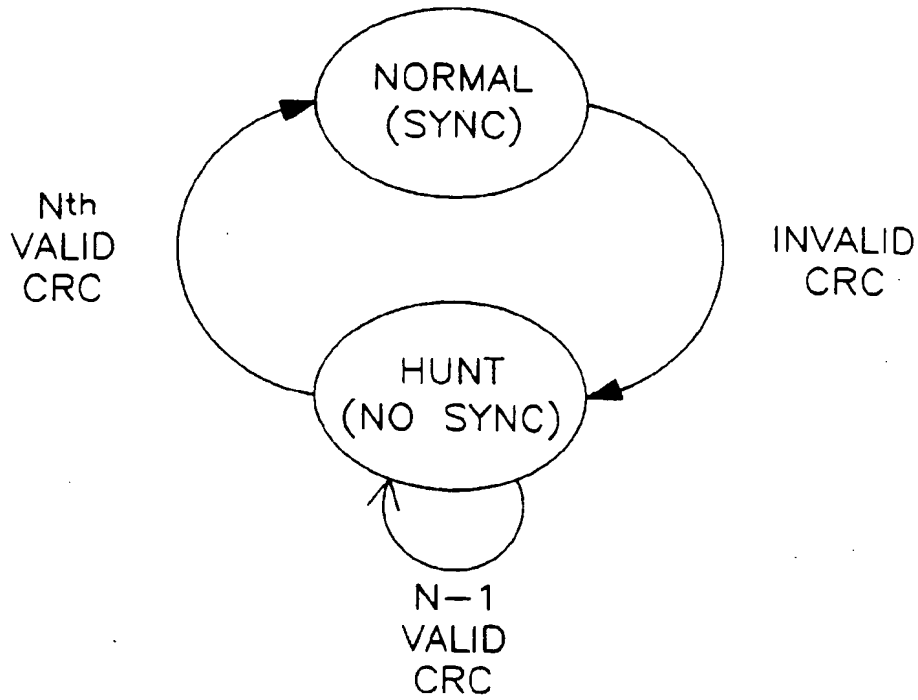 NORMAL
(SYNC)
Nth
VALID
CRC
INVALID
CRC
HUNT
(NO SYNC)
N-1
VALID
CRC